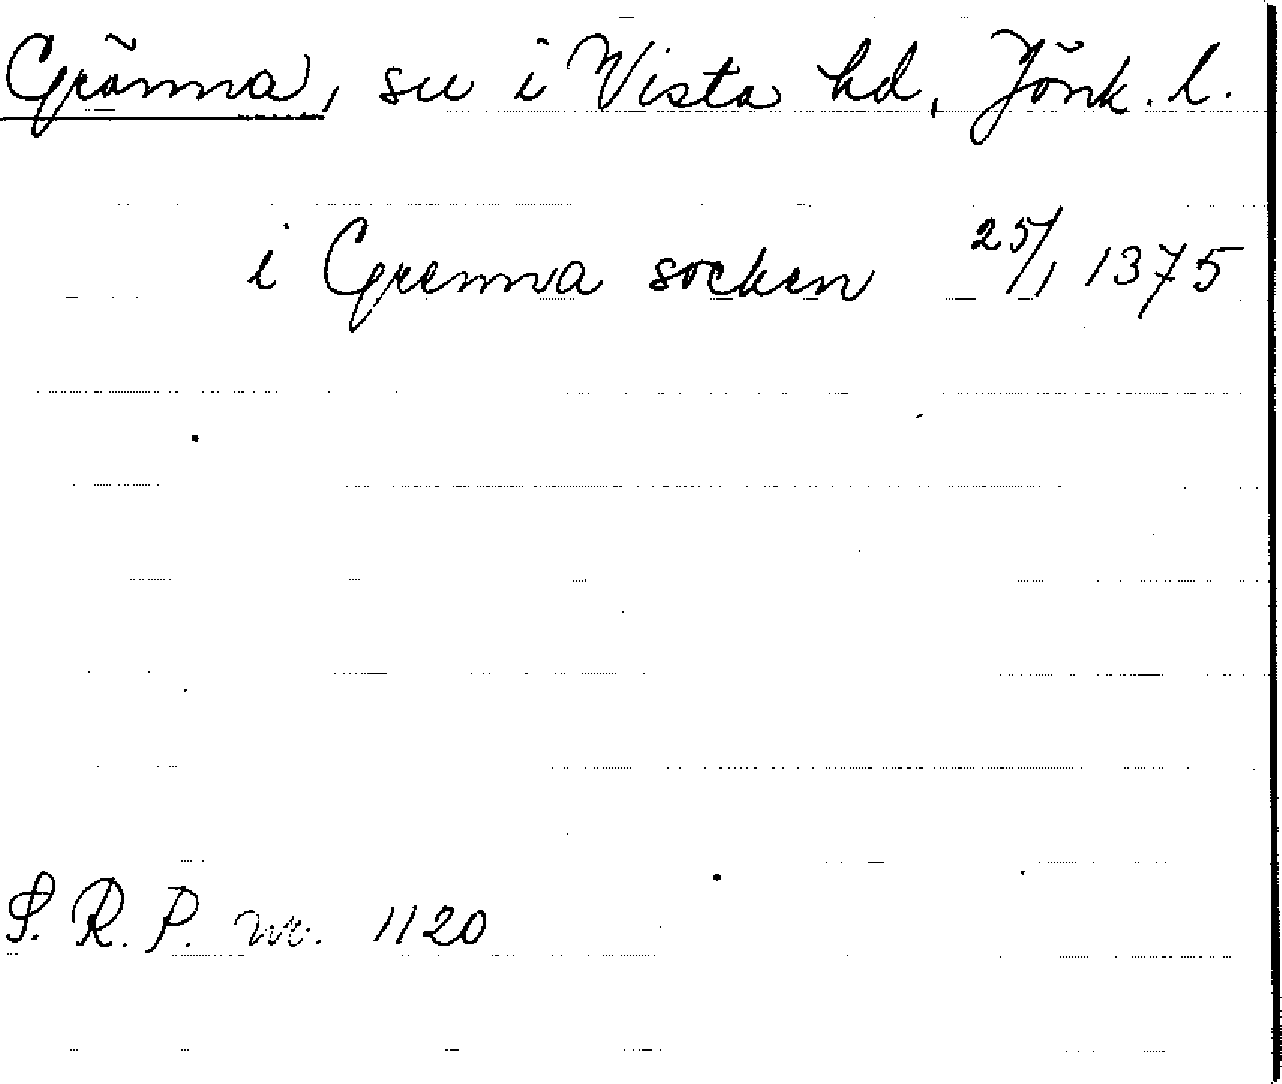 Gränna, sn i Vista hd, Jönk. l.
i Grenna socken 25/1 1375
S. R. P. nr. 1120